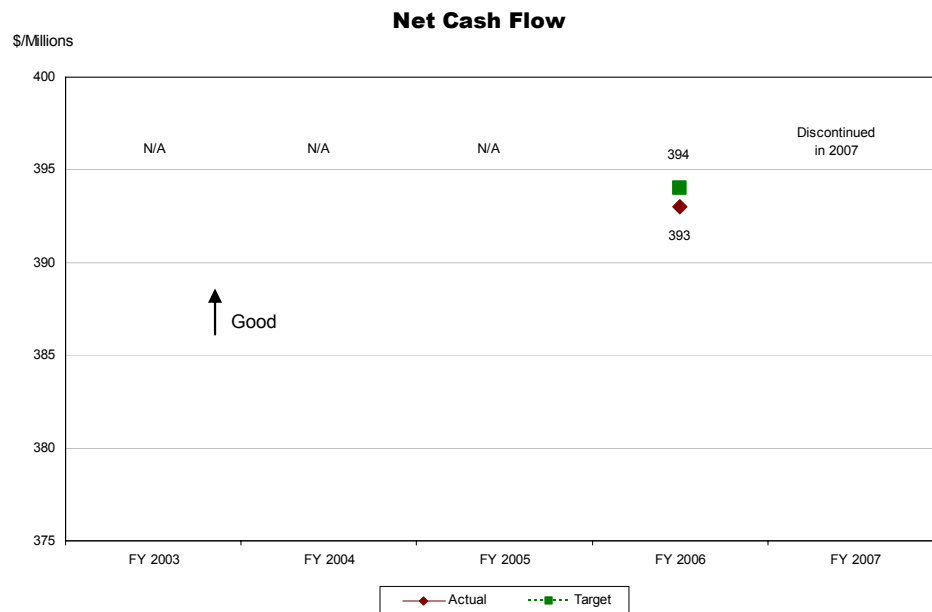 Net Cash Flow
$/Millions
400
N/A
N/A
N/A
394
Discontinued
in 2007
395
393
390
Good
385
380
375
FY 2003
FY 2004
FY 2005
FY 2006
FY 2007
Actual
Target